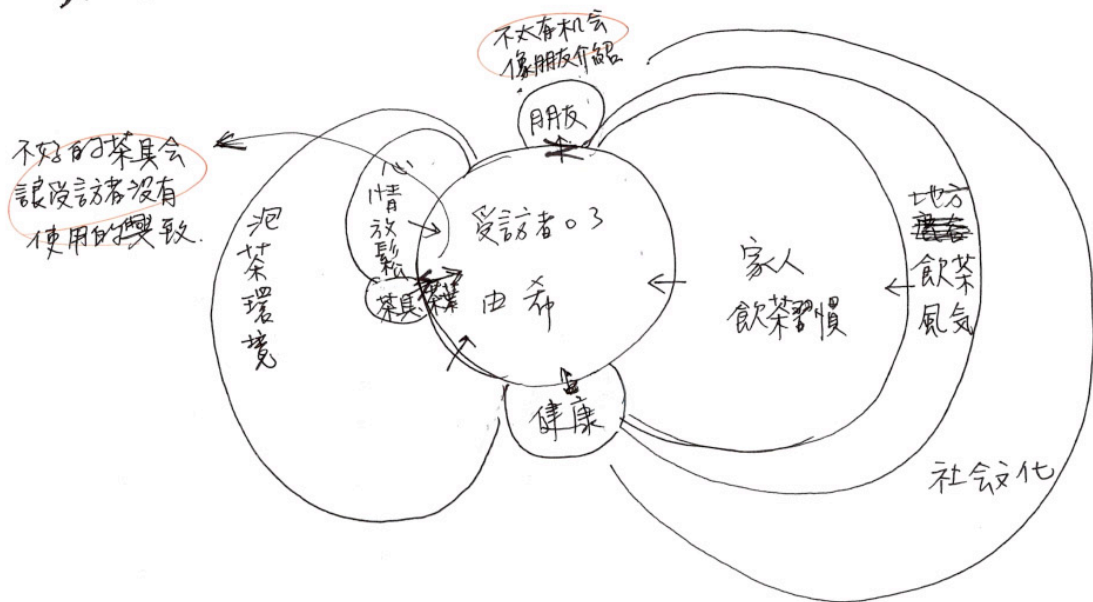 不太有机会
像朋友介紹
朋友
不好的茶具会
讓受訪者沒有
使用的興致.
泡茶環境
心情放鬆
茶具
受訪者03
由希
家人
飲茶習慣
地方
飲茶
風気
健康
社会文化